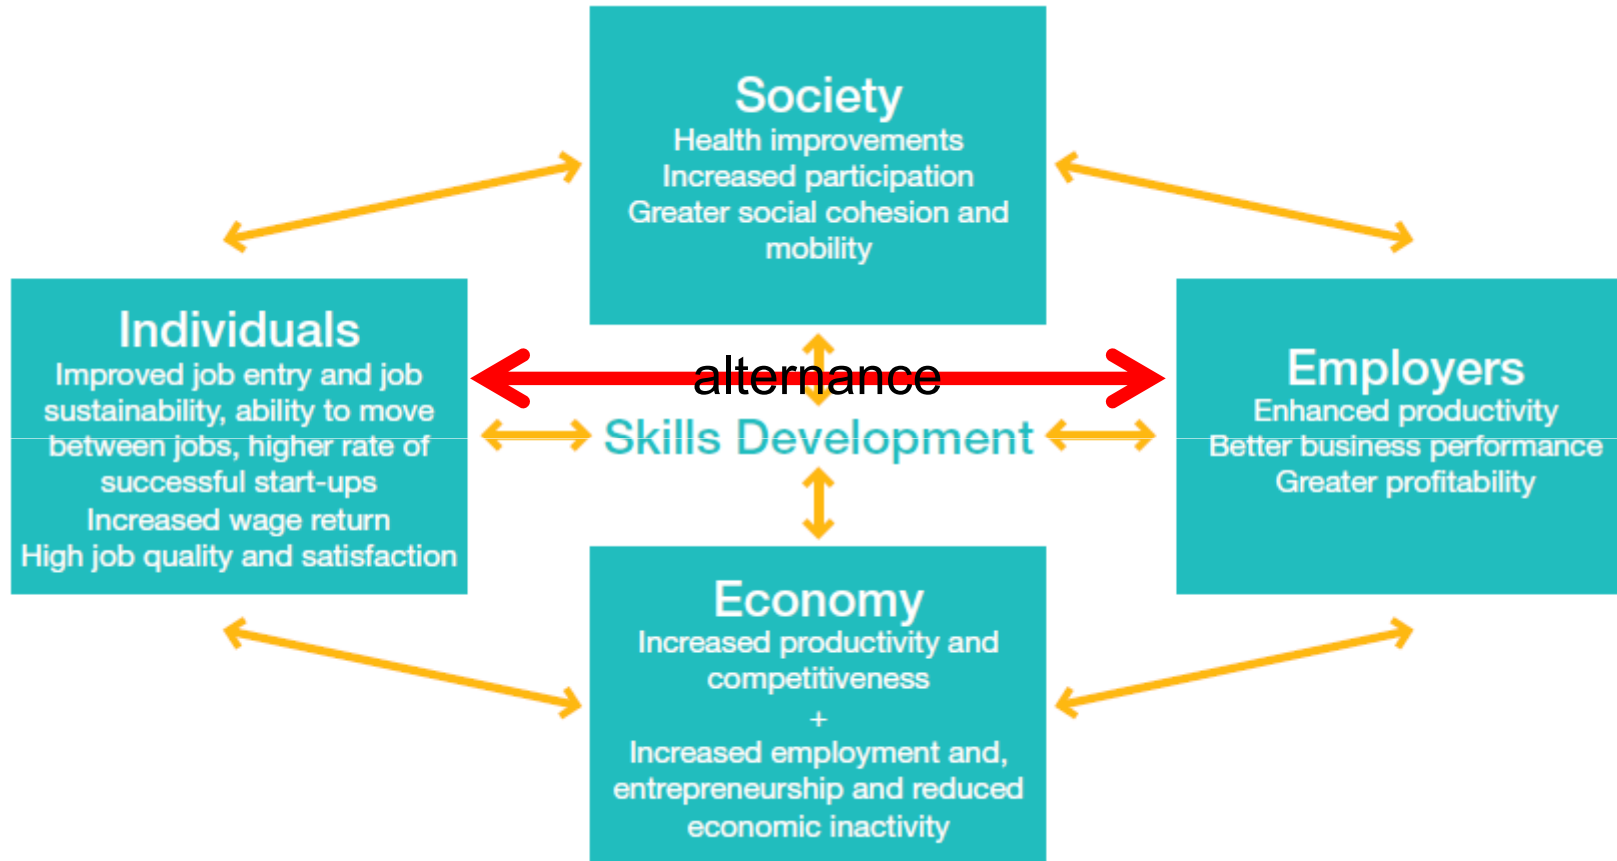 Society
Health improvements
Increased participation
Greater social cohesion and
mobility
Individuals
Improved job entry and job
sustainability, ability to move
between jobs, higher rate of
successful start-ups
Increased wage return
High job quality and satisfaction
alternance
Skills Development
Employers
Enhanced productivity
Better business performance
Greater profitability
Economy
Increased productivity and
competitiveness
+
Increased employment and,
entrepreneurship and reduced
economic inactivity